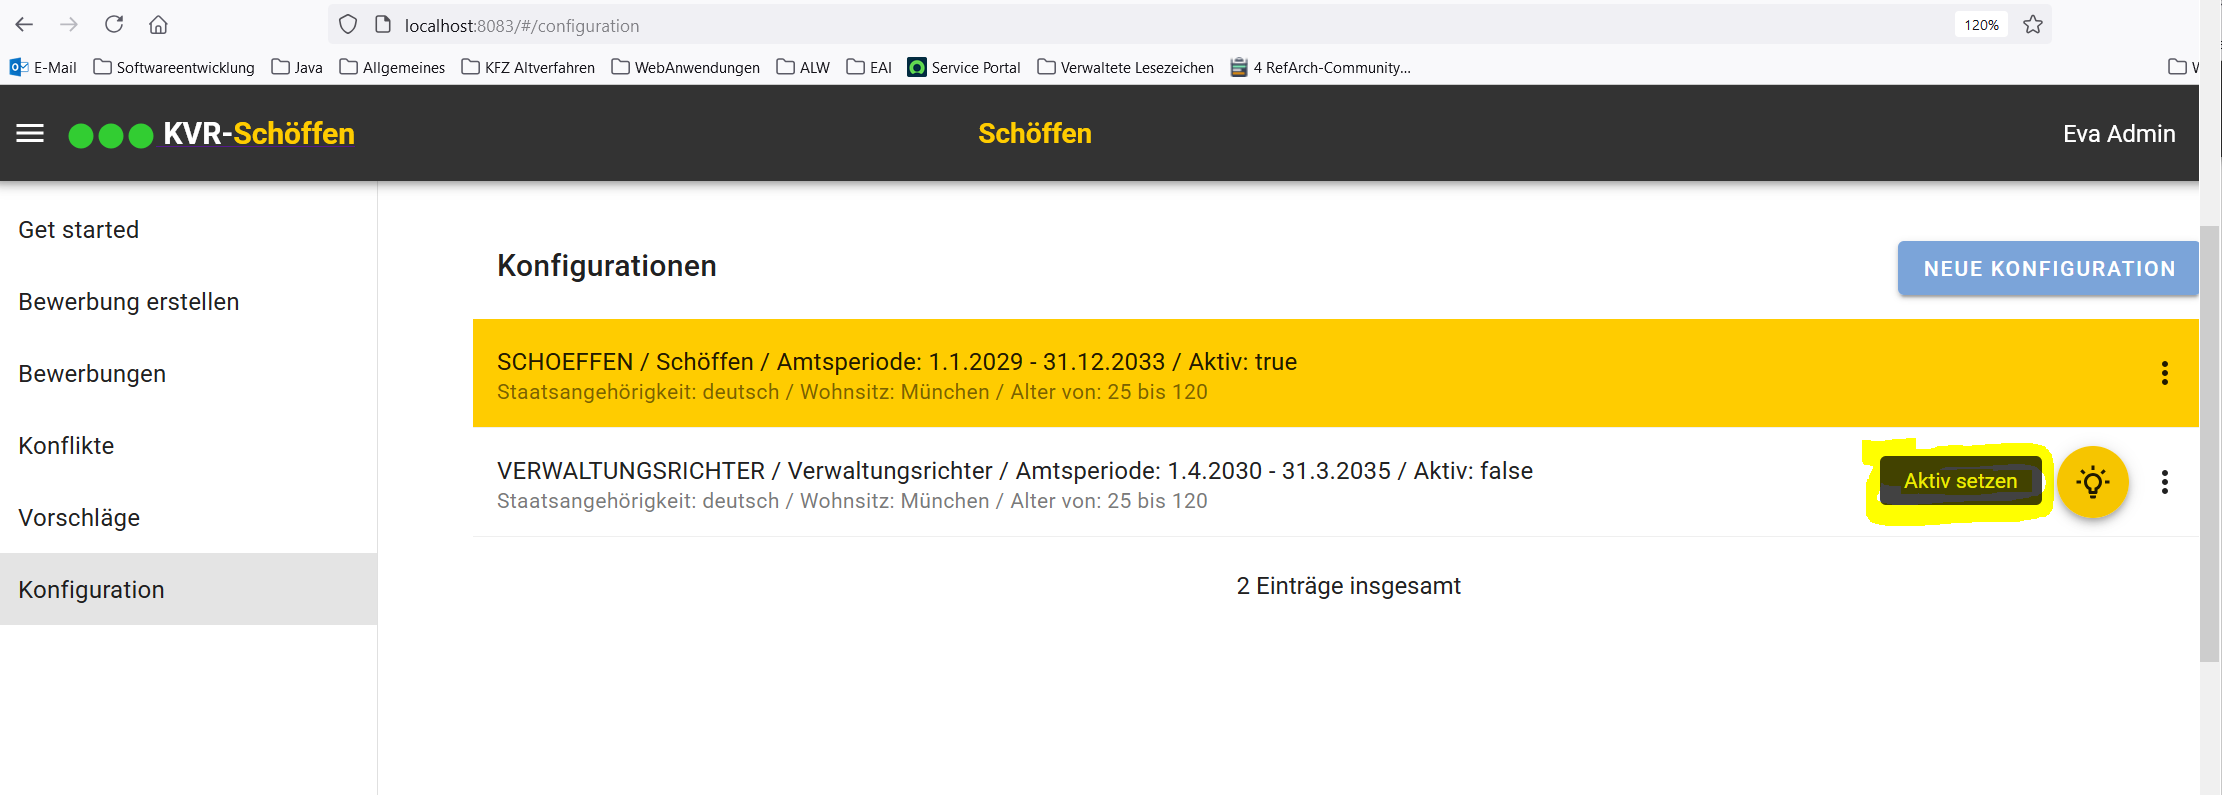 localhost:8083/#/configuration
120%
E-Mail Softwareentwicklung Java Allgemeines KFZ Altverfahren WebAnwendungen ALW EAI Service Portal Verwaltete Lesezeichen 4 RefArch-Community...
KVR-Schöffen
Schöffen
Eva Admin
Get started
Bewerbung erstellen
Bewerbungen
Konflikte
Vorschläge
Konfiguration
Konfigurationen
NEUE KONFIGURATION
SCHOEFFEN / Schöffen / Amtsperiode: 1.1.2029 - 31.12.2033 / Aktiv: true
Staatsangehörigkeit: deutsch / Wohnsitz: München / Alter von: 25 bis 120
VERWALTUNGSRICHTER / Verwaltungsrichter / Amtsperiode: 1.4.2030 - 31.3.2035 / Aktiv: false
Staatsangehörigkeit: deutsch / Wohnsitz: München / Alter von: 25 bis 120
Aktiv setzen
2 Einträge insgesamt